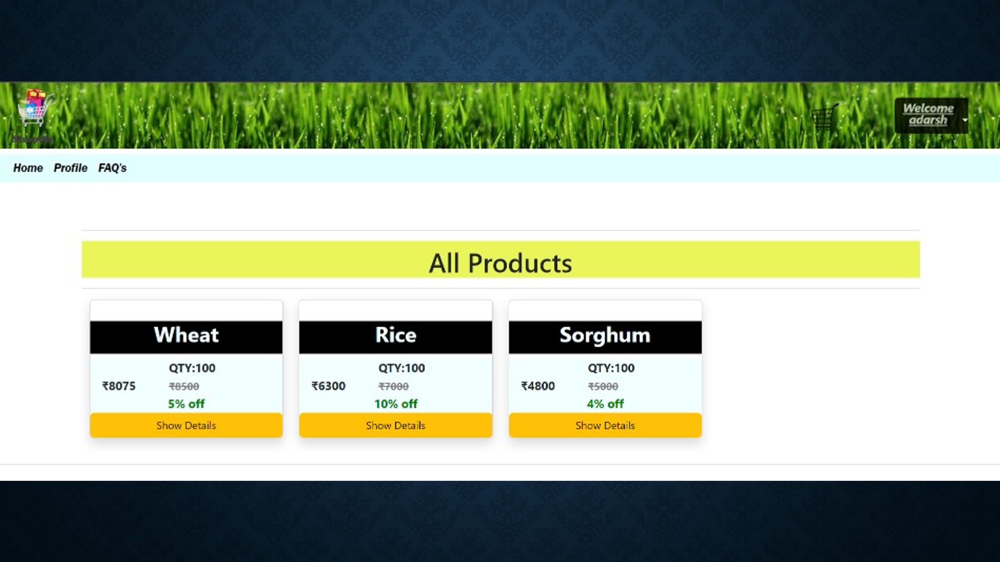 Welcome
adarsh
Home Profile FAQ's
All Products
Wheat
QTY:100
₹8075
₹8500
5% off
Show Details
Rice
QTY:100
₹6300
₹7000
10% off
Show Details
Sorghum
QTY:100
₹4800
₹5000
4% off
Show Details